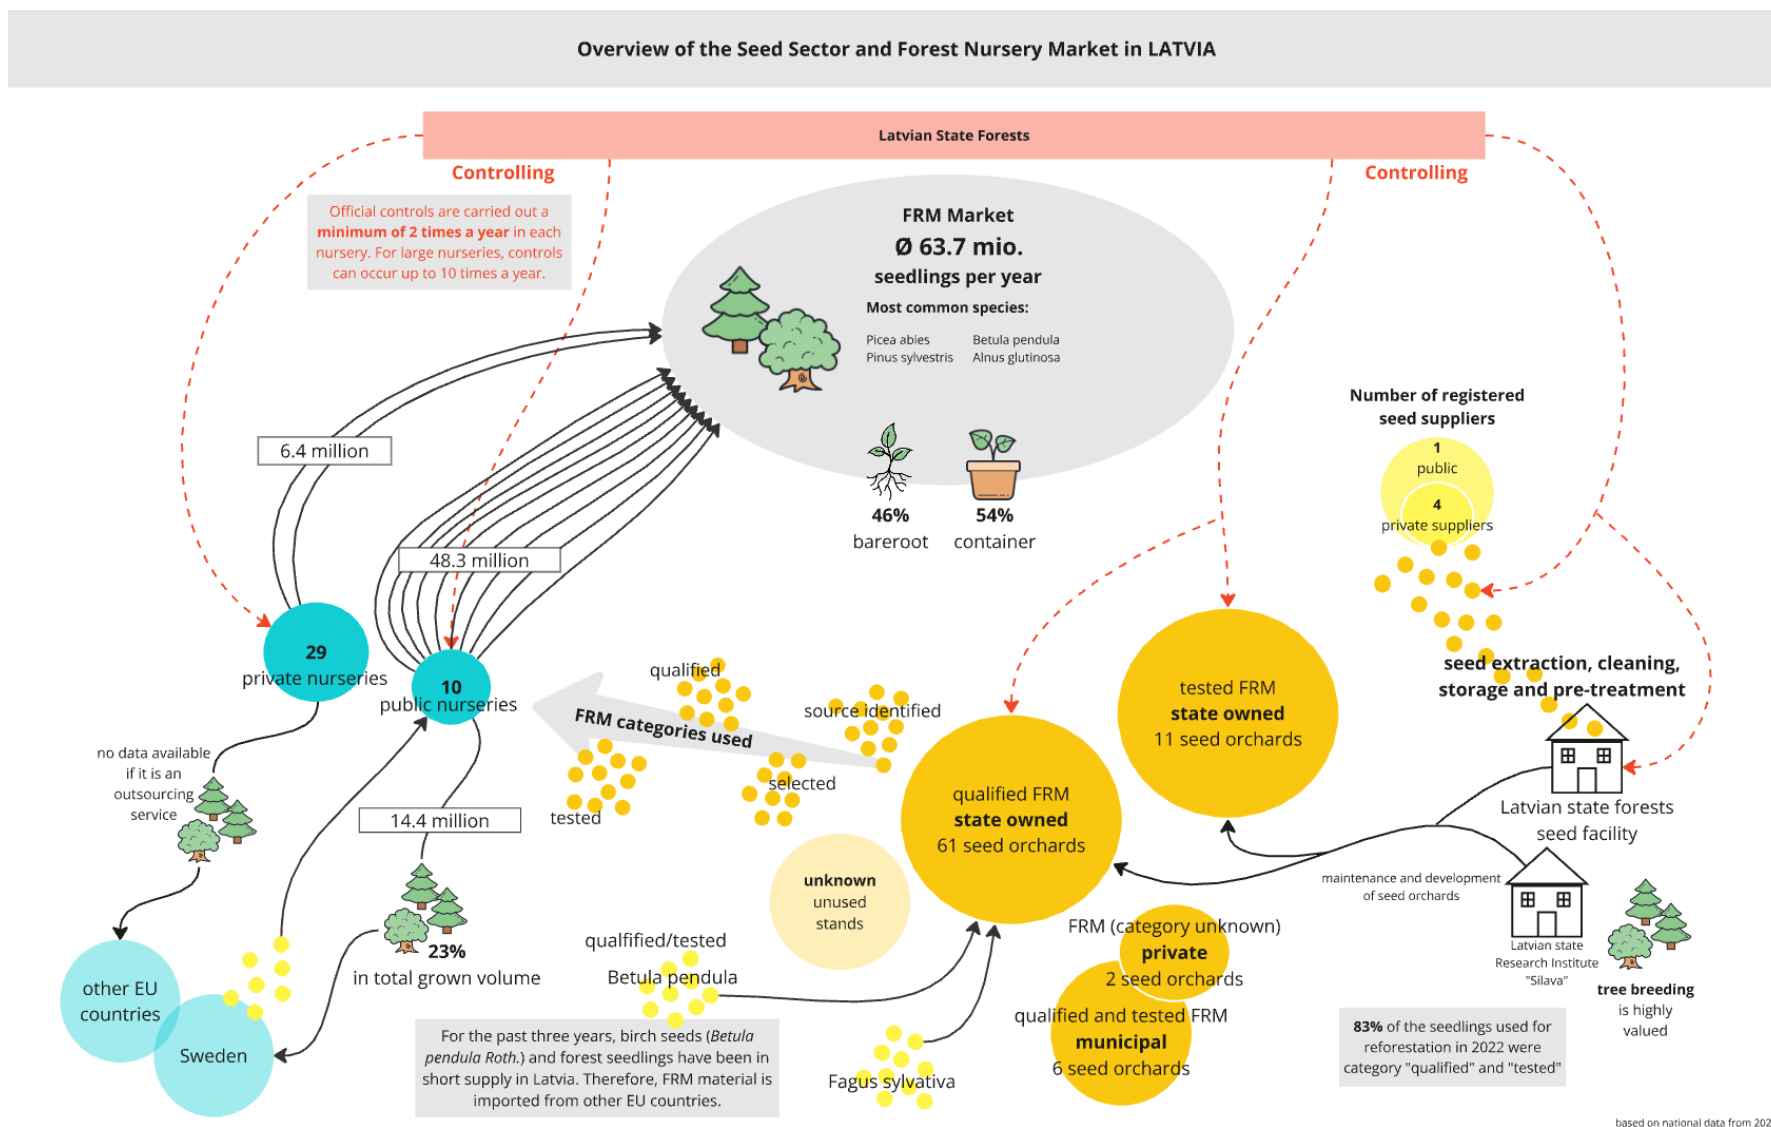 Overview of the Seed Sector and Forest Nursery Market in LATVIA
Latvian State Forests
Controlling
Controlling
Official controls are carried out a
minimum of 2 times a year in each
nursery. For large nurseries, controls
can occur up to 10 times a year.
FRM Market
Ø 63.7 mio.
seedlings per year
Most common species:
Picea abies
Betula pendula
Pinus sylvestris
Alnus glutinosa
46%
bareroot
54%
container
Number of registered
seed suppliers
1
public
4
private suppliers
6.4 million
48.3 million
29
private nurseries
10
public nurseries
FRM categories used
qualified
source identified
tested
selected
seed extraction, cleaning,
storage and pre-treatment
tested FRM
state owned
11 seed orchards
qualified FRM
state owned
61 seed orchards
Latvian state forests
seed facility
no data available
if it is an
outsourcing
service
14.4 million
23%
in total grown volume
unknown
unused
stands
maintenance and development
of seed orchards
Latvian state
Research Institute
"Silava"
tree breeding
is highly
valued
FRM (category unknown)
private
2 seed orchards
qualified and tested FRM
municipal
6 seed orchards
qualfified/tested
Betula pendula
Fagus sylvativa
other EU
countries
Sweden
For the past three years, birch seeds (Betula
pendula Roth.) and forest seedlings have been in
short supply in Latvia. Therefore, FRM material is
imported from other EU countries.
83% of the seedlings used for
reforestation in 2022 were
category "qualified" and "tested"
based on national data from 202